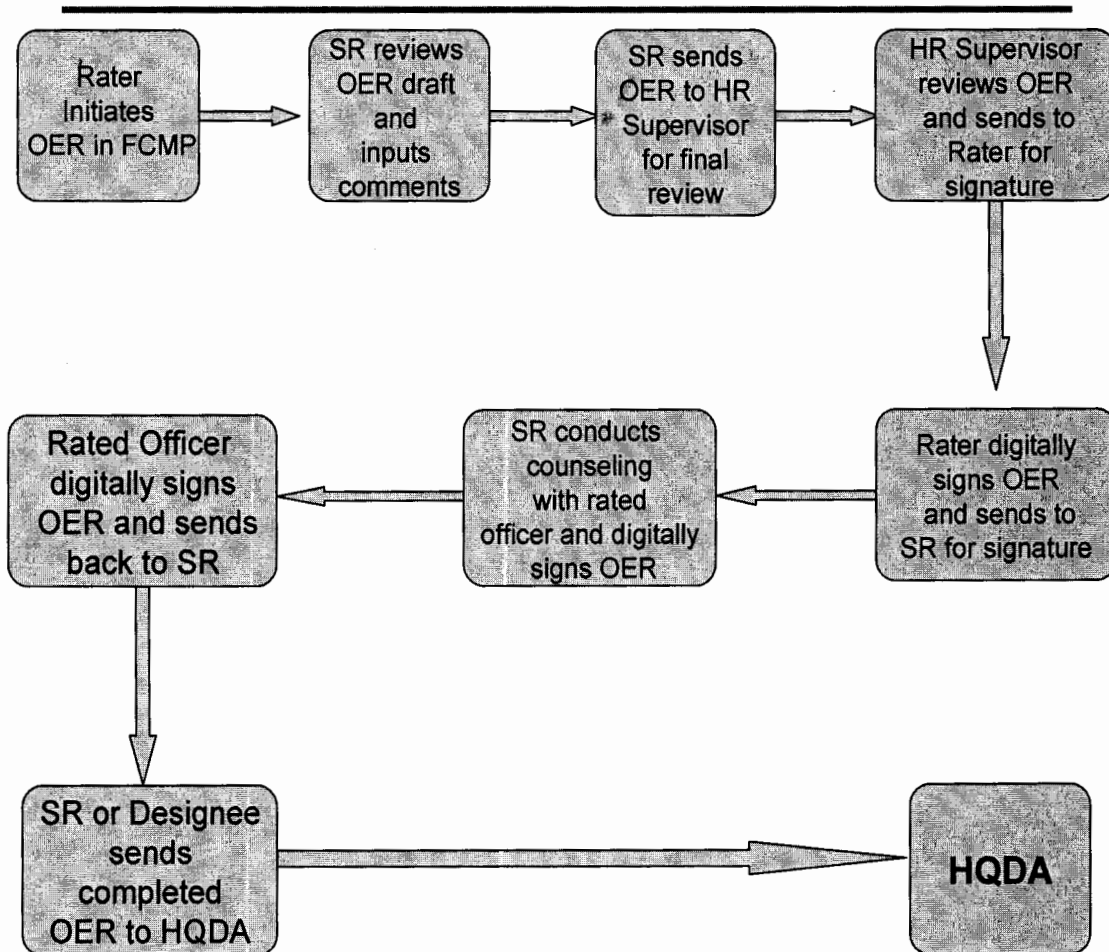 Rater
Initiates
OER in FCMP
SR reviews
OER draft
and
inputs
comments
SR sends
OER to HR
Supervisor
for final
review
HR Supervisor
reviews OER
and sends to
Rater for
signature
Rater digitally
signs OER
and sends to
SR for signature
SR conducts
counseling
with rated
officer and digitally
signs OER
Rated Officer
digitally signs
OER and sends
back to SR
SR or Designee
sends
completed
OER to HQDA
HQDA